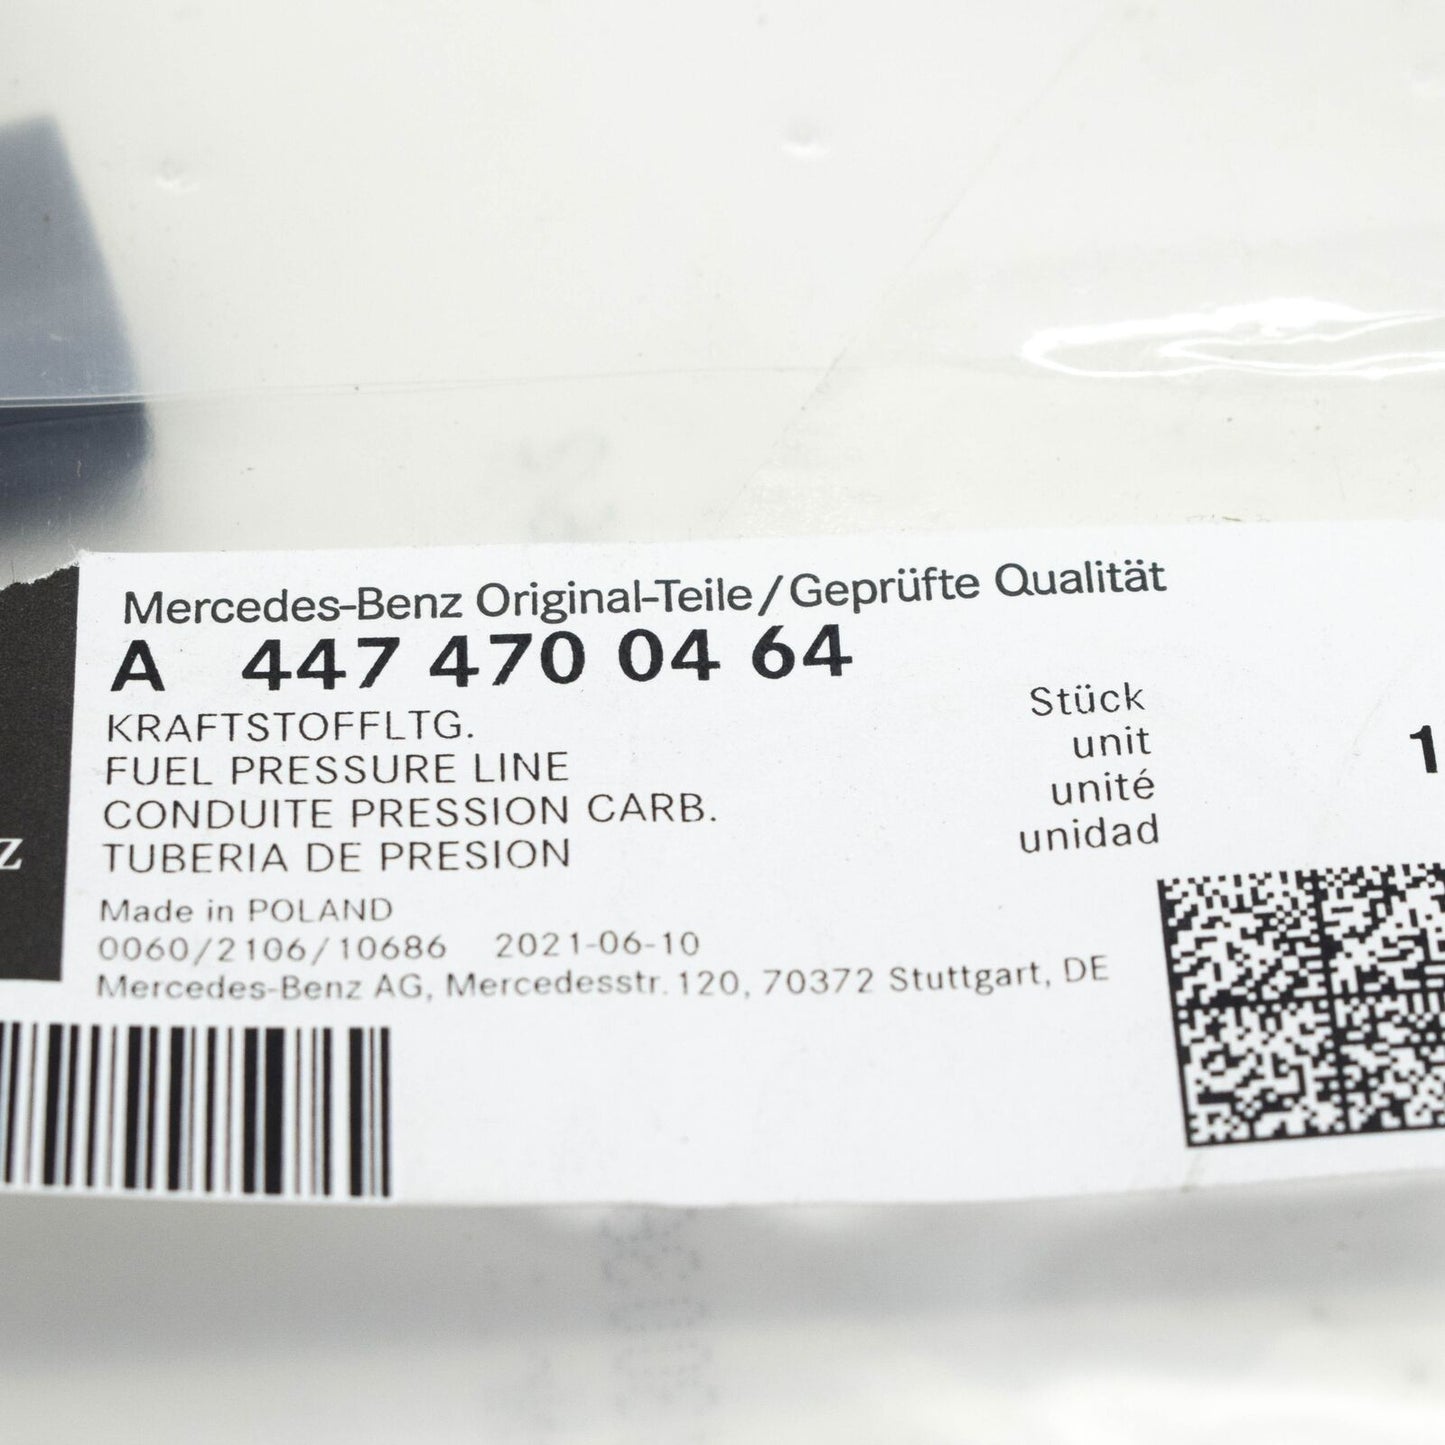 Mercedes-Benz Original-Teile/Geprüfte Qualität
A 447 470 04 64
KRAFTSTOFFLTG.
FUEL PRESSURE LINE
CONDUITE PRESSION CARB.
TUBERIA DE PRESION
Stück
unit
unité
unidad
1
z
Made in POLAND
0060/2106/10686 2021-06-10
Mercedes-Benz AG, Mercedesstr. 120, 70372 Stuttgart, DE